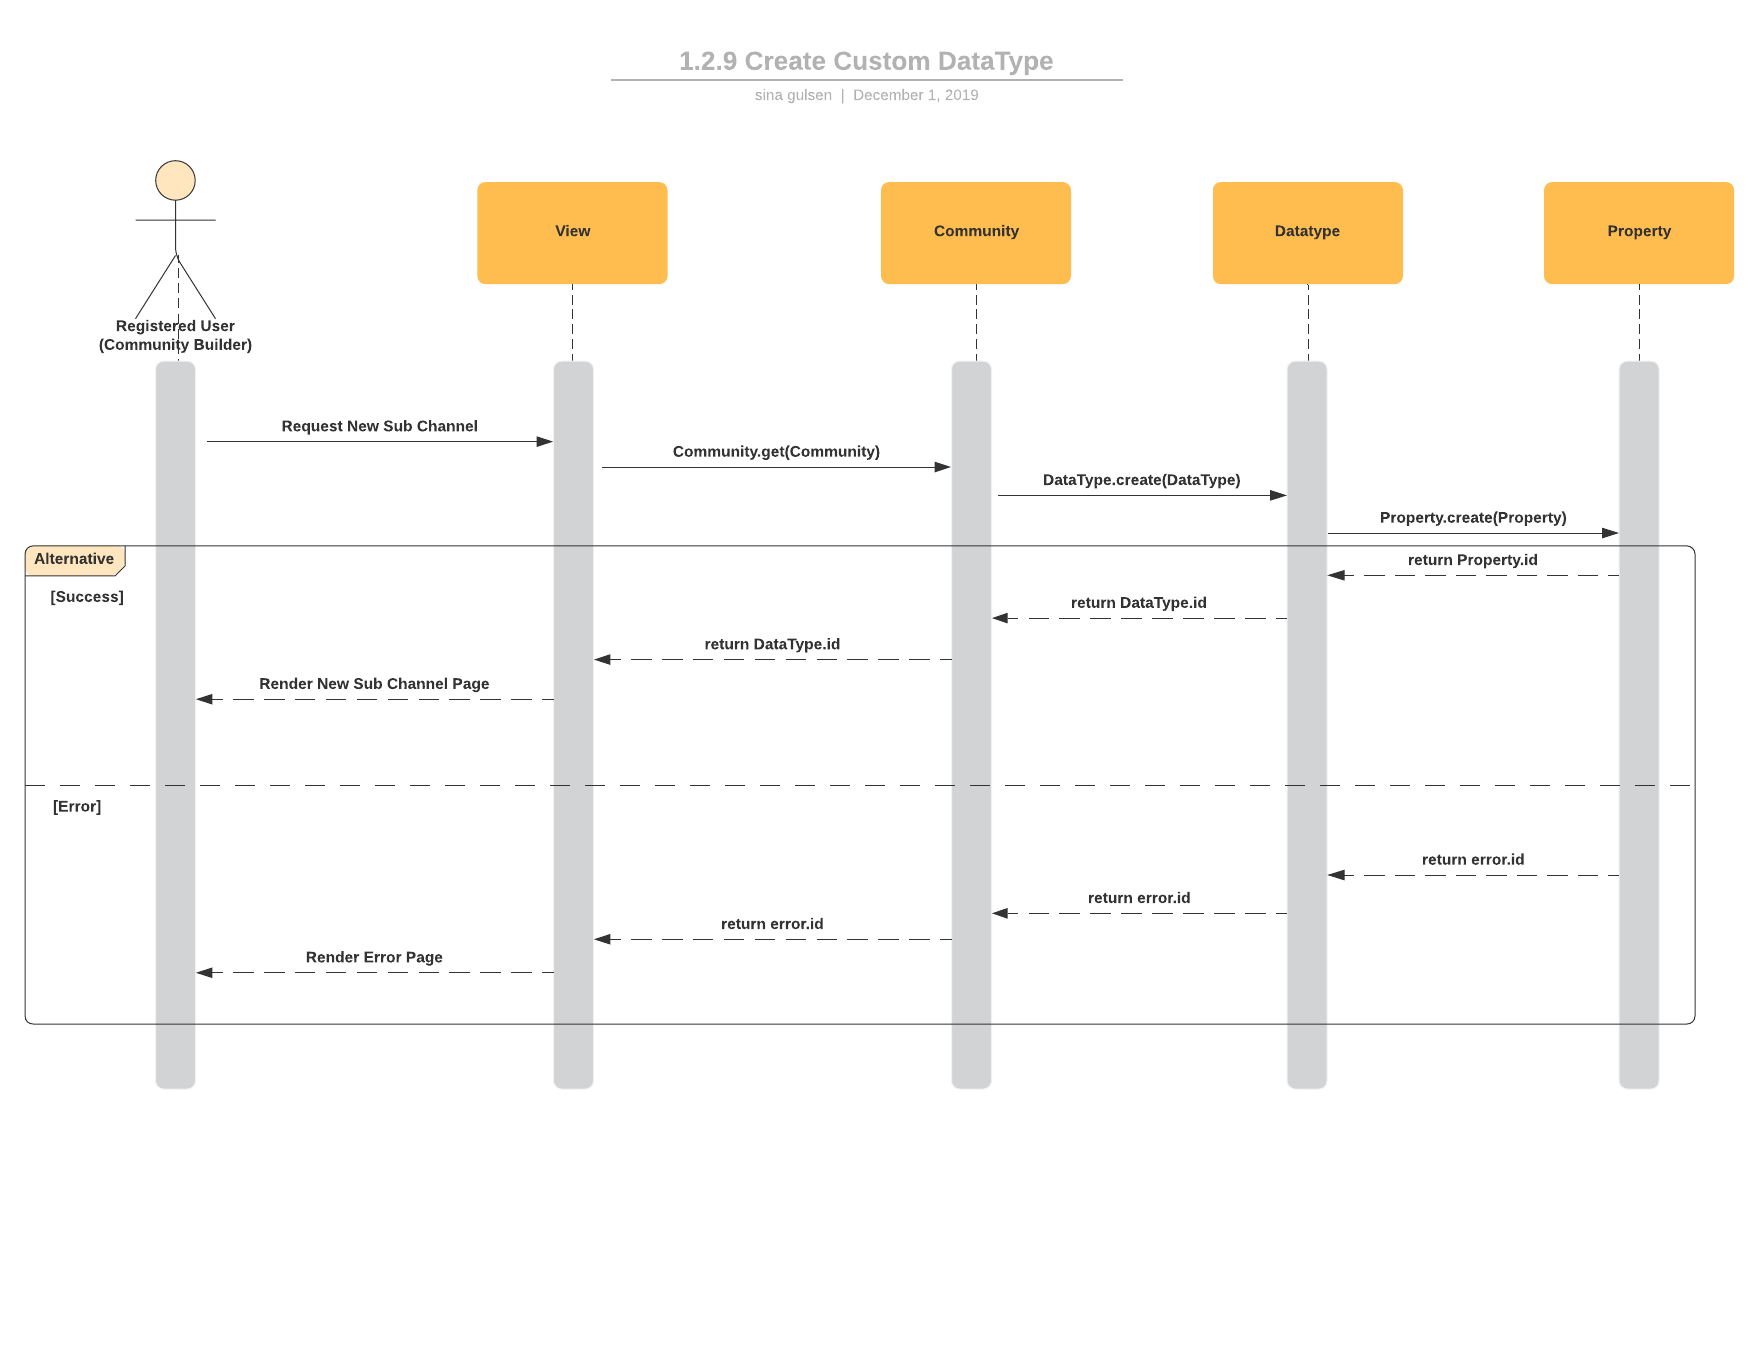 1.2.9 Create Custom DataType
sina gulsen | December 1, 2019
View
Community
Datatype
Property
Registered User
(Community Builder)
Request New Sub Channel
Community.get(Community)
DataType.create(DataType)
Property.create(Property)
Alternative
return Property.id
[Success]
return DataType.id
return DataType.id
Render New Sub Channel Page
[Error]
return error.id
return error.id
return error.id
Render Error Page